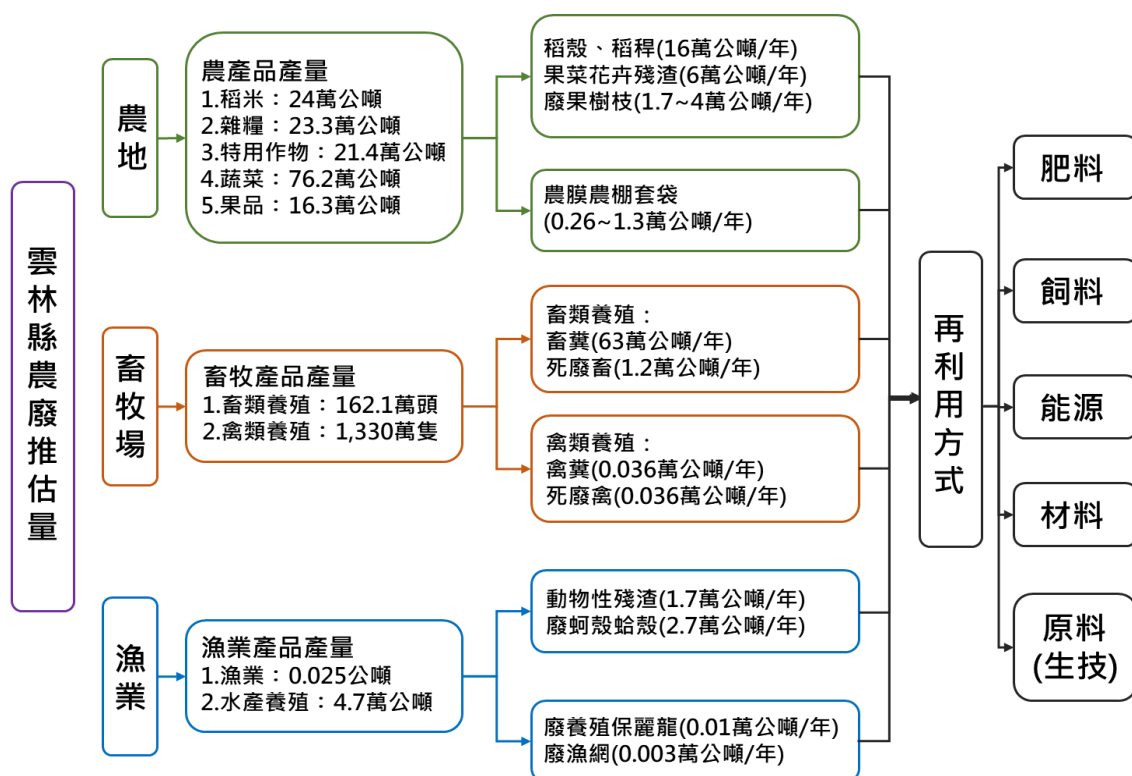 雲林縣農廢推估量
農地
農產品產量
1.稻米：24萬公噸
2.雜糧：23.3萬公噸
3.特用作物：21.4萬公噸
4.蔬菜：76.2萬公噸
5.果品：16.3萬公噸
稻殼、稻稈(16萬公噸/年)
果菜花卉殘渣(6萬公噸/年)
廢果樹枝(1.7~4萬公噸/年)
農膜農棚套袋
(0.26~1.3萬公噸/年)
畜牧場
畜牧產品產量
1.畜類養殖：162.1萬頭
2.禽類養殖：1,330萬隻
畜類養殖：
畜糞(63萬公噸/年)
死廢畜(1.2萬公噸/年)
禽類養殖：
禽糞(0.036萬公噸/年)
死廢禽(0.036萬公噸/年)
漁業
漁業產品產量
1.漁業：0.025公噸
2.水產養殖：4.7萬公噸
動物性殘渣(1.7萬公噸/年)
廢蚵殼蛤殼(2.7萬公噸/年)
廢養殖保麗龍(0.01萬公噸/年)
廢漁網(0.003萬公噸/年)
再利用方式
肥料
飼料
能源
材料
原料
(生技)